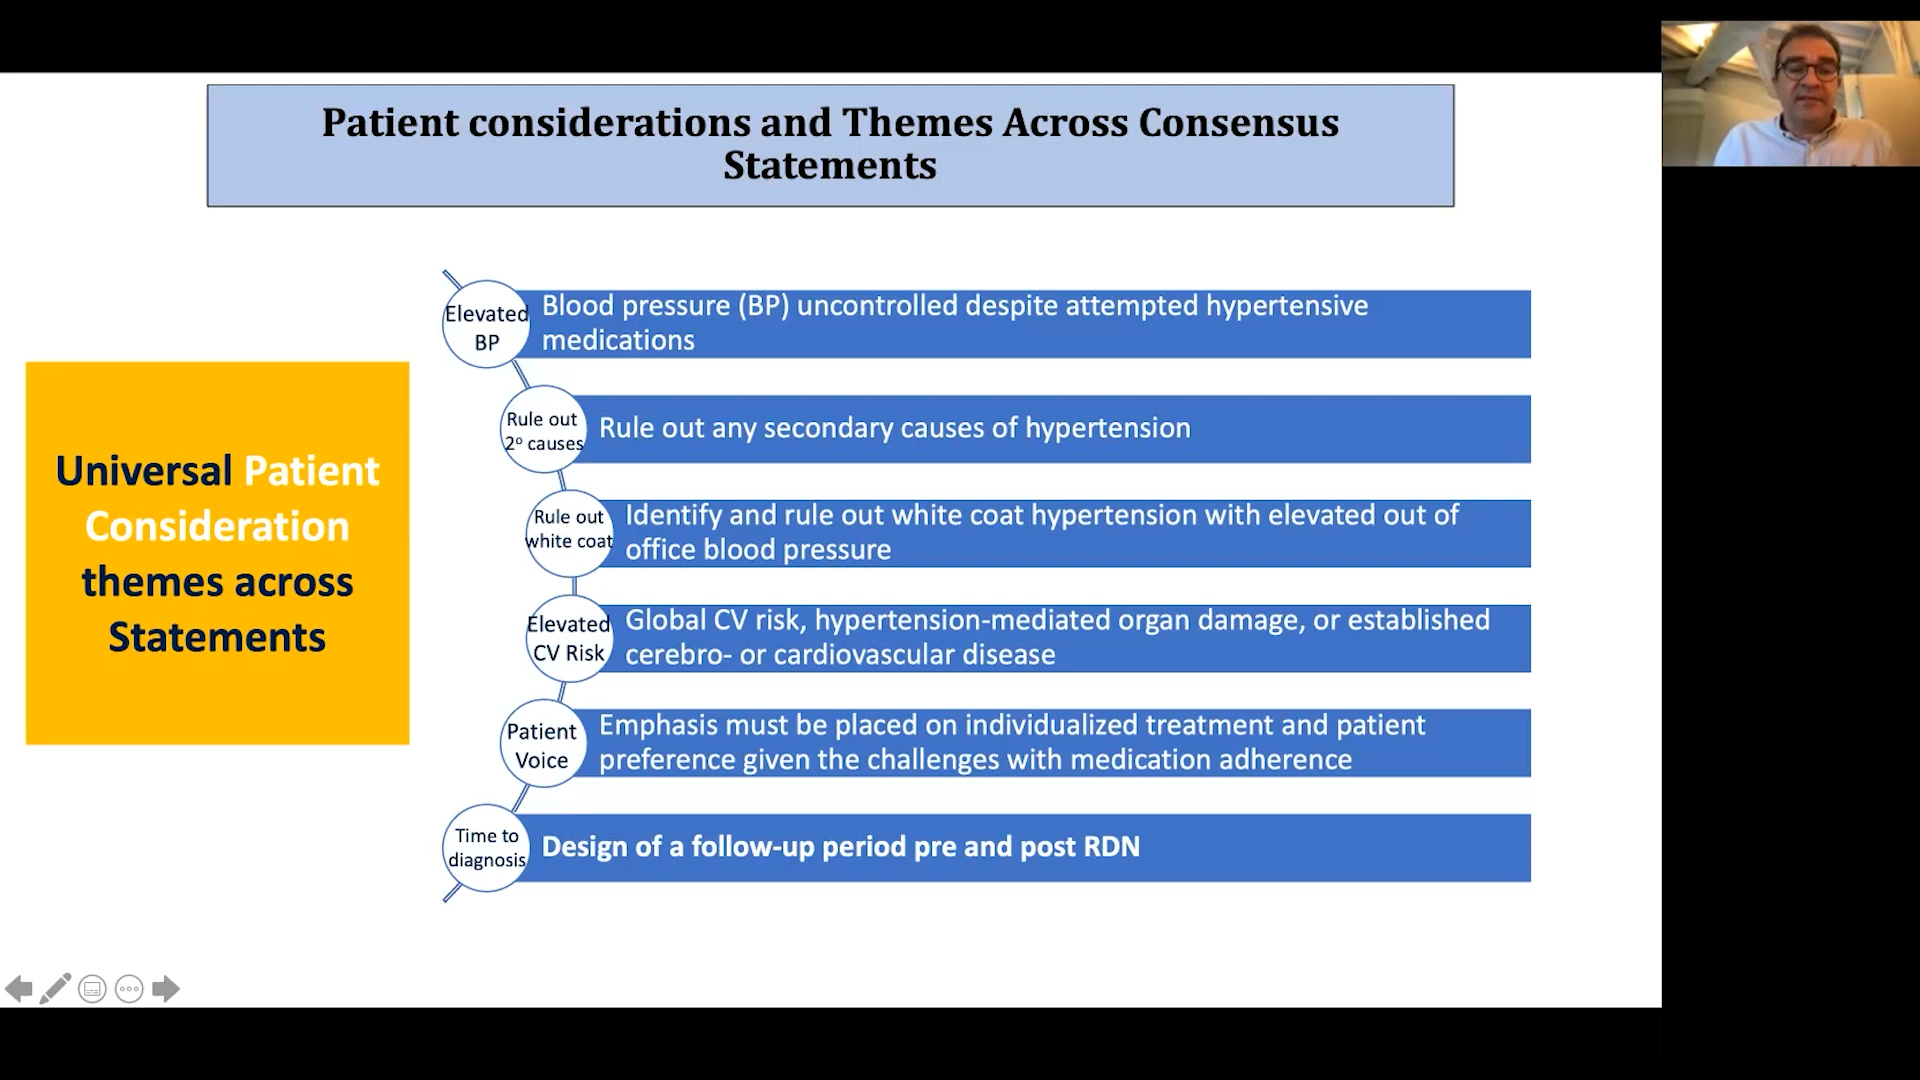 Patient considerations and Themes Across Consensus
Statements
Universal Patient
Consideration
themes across
Statements
Elevated
BP
Blood pressure (BP) uncontrolled despite attempted hypertensive
medications
Rule out
2º causes
Rule out any secondary causes of hypertension
Rule out
white coat
Identify and rule out white coat hypertension with elevated out of
office blood pressure
Elevated
CV Risk
Global CV risk, hypertension-mediated organ damage, or established
cerebro- or cardiovascular disease
Patient
Voice
Emphasis must be placed on individualized treatment and patient
preference given the challenges with medication adherence
Time to
diagnosis
Design of a follow-up period pre and post RDN